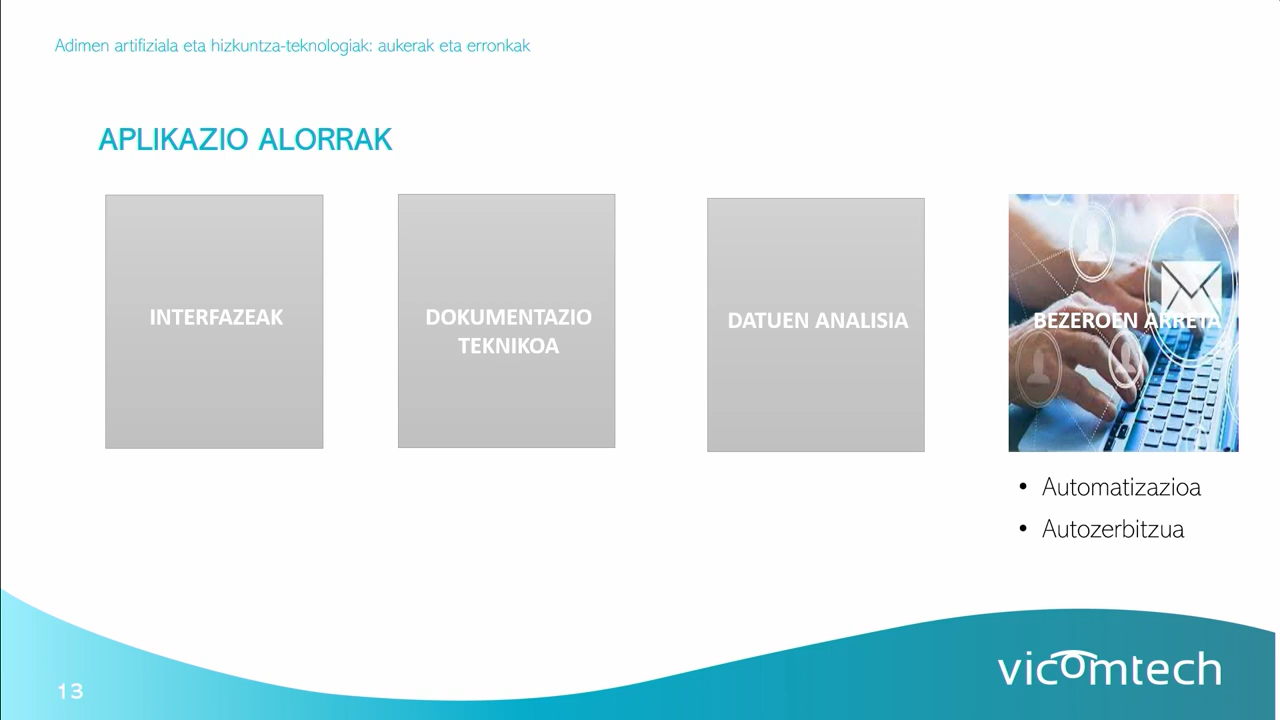 Adimen artifiziala eta hizkuntza-teknologiak: aukerak eta erronkak
APLIKAZIO ALORRAK
INTERFAZEAK
DOKUMENTAZIO
TEKNIKOA
DATUEN ANALISIA
BEZEROEN ARRETA
• Automatizazioa
• Autozerbitzua
13
vicomtech